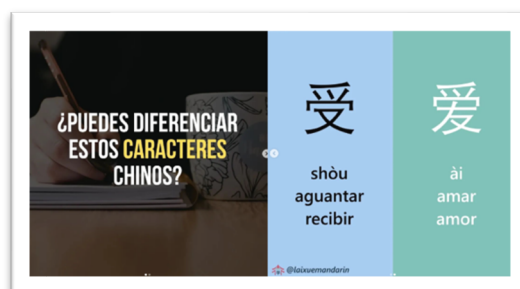 ¿PUEDES DIFERENCIAR
ESTOS CARACTERES
CHINOS?
受
shòu
aguantar
recibir
@laixuemandarin
爱
ài
amar
amor